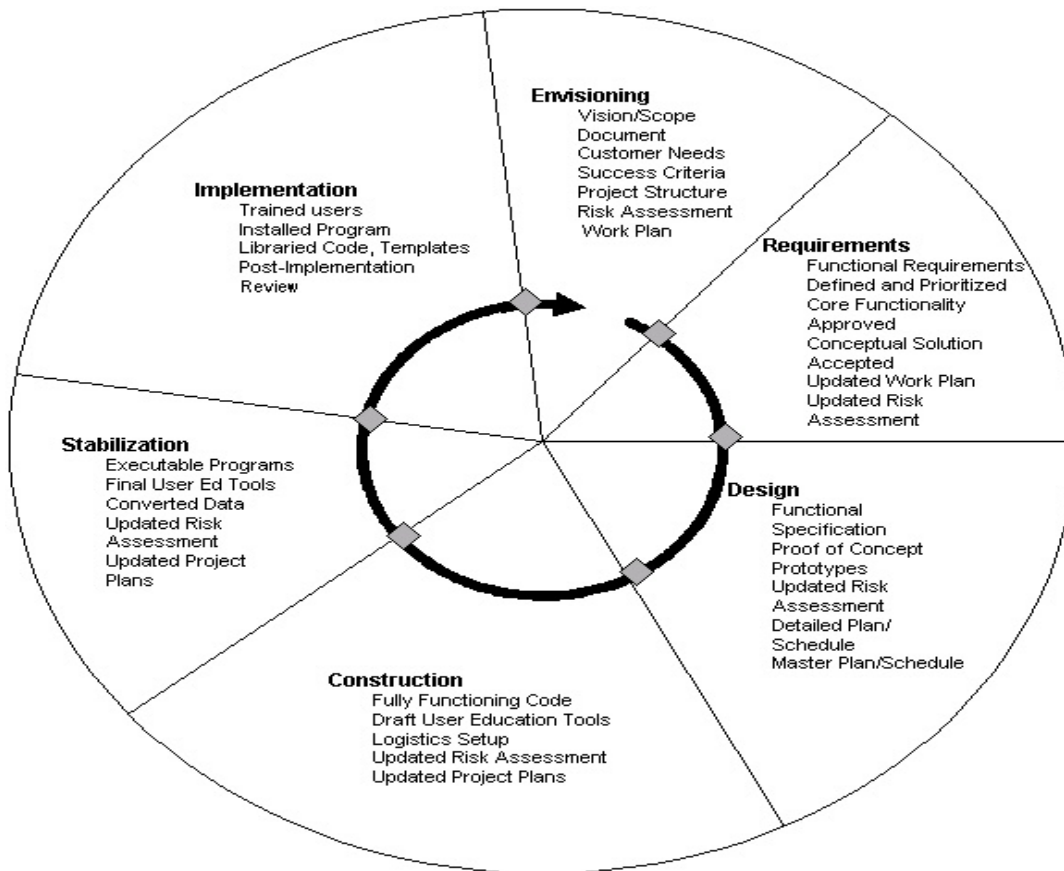 Envisioning
Vision/Scope
Document
Customer Needs
Success Criteria
Project Structure
Risk Assessment
Work Plan
Requirements
Functional Requirements
Defined and Prioritized
Core Functionality
Approved
Conceptual Solution
Accepted
Updated Work Plan
Updated Risk
Assessment
Design
Functional
Specification
Proof of Concept
Prototypes
Updated Risk
Assessment
Detailed Plan/
Schedule
Master Plan/Schedule
Construction
Fully Functioning Code
Draft User Education Tools
Logistics Setup
Updated Risk Assessment
Updated Project Plans
Stabilization
Executable Programs
Final User Ed Tools
Converted Data
Updated Risk
Assessment
Updated Project
Plans
Implementation
Trained users
Installed Program
Libraried Code, Templates
Post-Implementation
Review